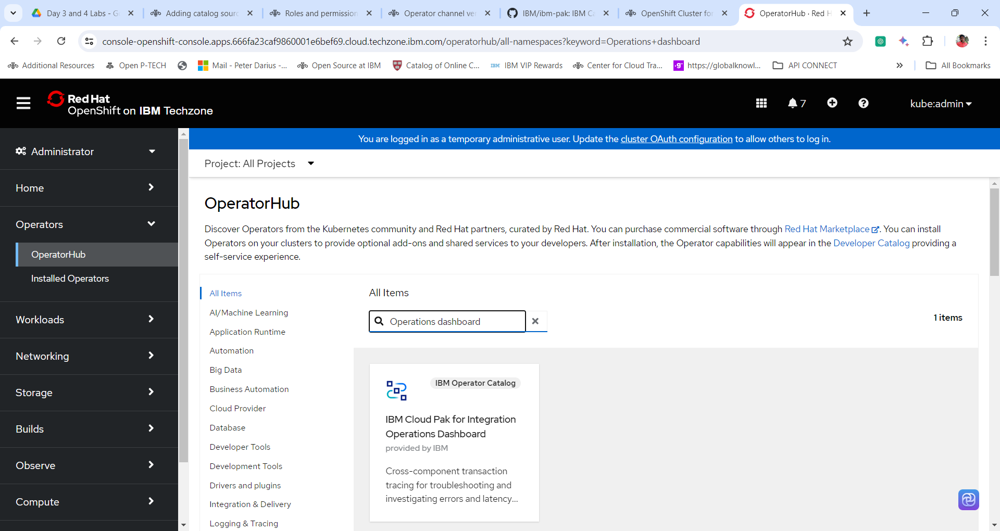 Day 3 and 4 Labs - G
Adding catalog sourc
Roles and permission
Operator channel ver
IBM/ibm-pak: IBM Ca
OpenShift Cluster for
OperatorHub · Red H
console-openshift-console.apps.666fa23caf9860001e6bef69.cloud.techzone.ibm.com/operatorhub/all-namespaces?keyword=Operations+dashboard
Additional Resources
Open P-TECH
Mail - Peter Darius -...
Open Source at IBM
Catalog of Online C...
IBM VIP Rewards
Center for Cloud Tra...
https://globalknowl...
API CONNECT
All Bookmarks
Red Hat
OpenShift on IBM Techzone
7
kube:admin
You are logged in as a temporary administrative user. Update the cluster OAuth configuration to allow others to log in.
Administrator
Home
Operators
OperatorHub
Installed Operators
Workloads
Networking
Storage
Builds
Observe
Compute
Project: All Projects
OperatorHub
Discover Operators from the Kubernetes community and Red Hat partners, curated by Red Hat. You can purchase commercial software through Red Hat Marketplace. You can install
Operators on your clusters to provide optional add-ons and shared services to your developers. After installation, the Operator capabilities will appear in the Developer Catalog providing a
self-service experience.
All Items
AI/Machine Learning
Application Runtime
Automation
Big Data
Business Automation
Cloud Provider
Database
Developer Tools
Development Tools
Drivers and plugins
Integration & Delivery
Logging & Tracing
All Items
Operations dashboard
1 items
IBM Operator Catalog
IBM Cloud Pak for Integration
Operations Dashboard
provided by IBM
Cross-component transaction
tracing for troubleshooting and
investigating errors and latency...